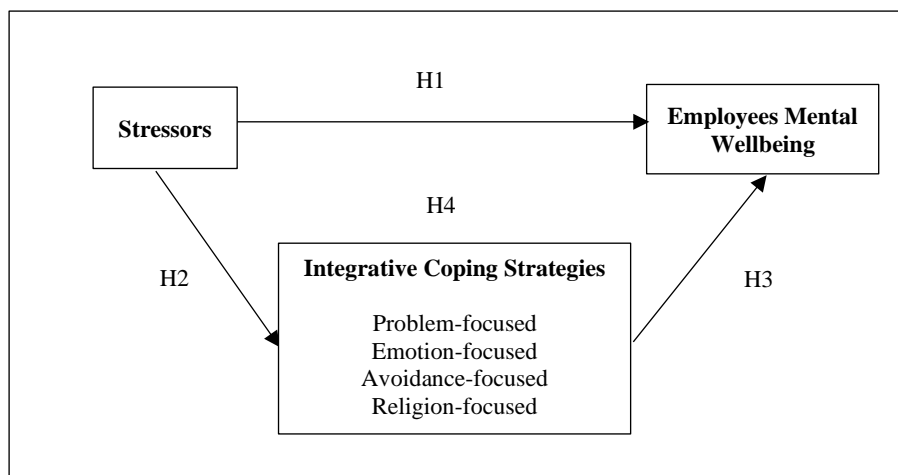 H1
Stressors
Employees Mental
Wellbeing
H4
Integrative Coping Strategies
H2
H3
Problem-focused
Emotion-focused
Avoidance-focused
Religion-focused